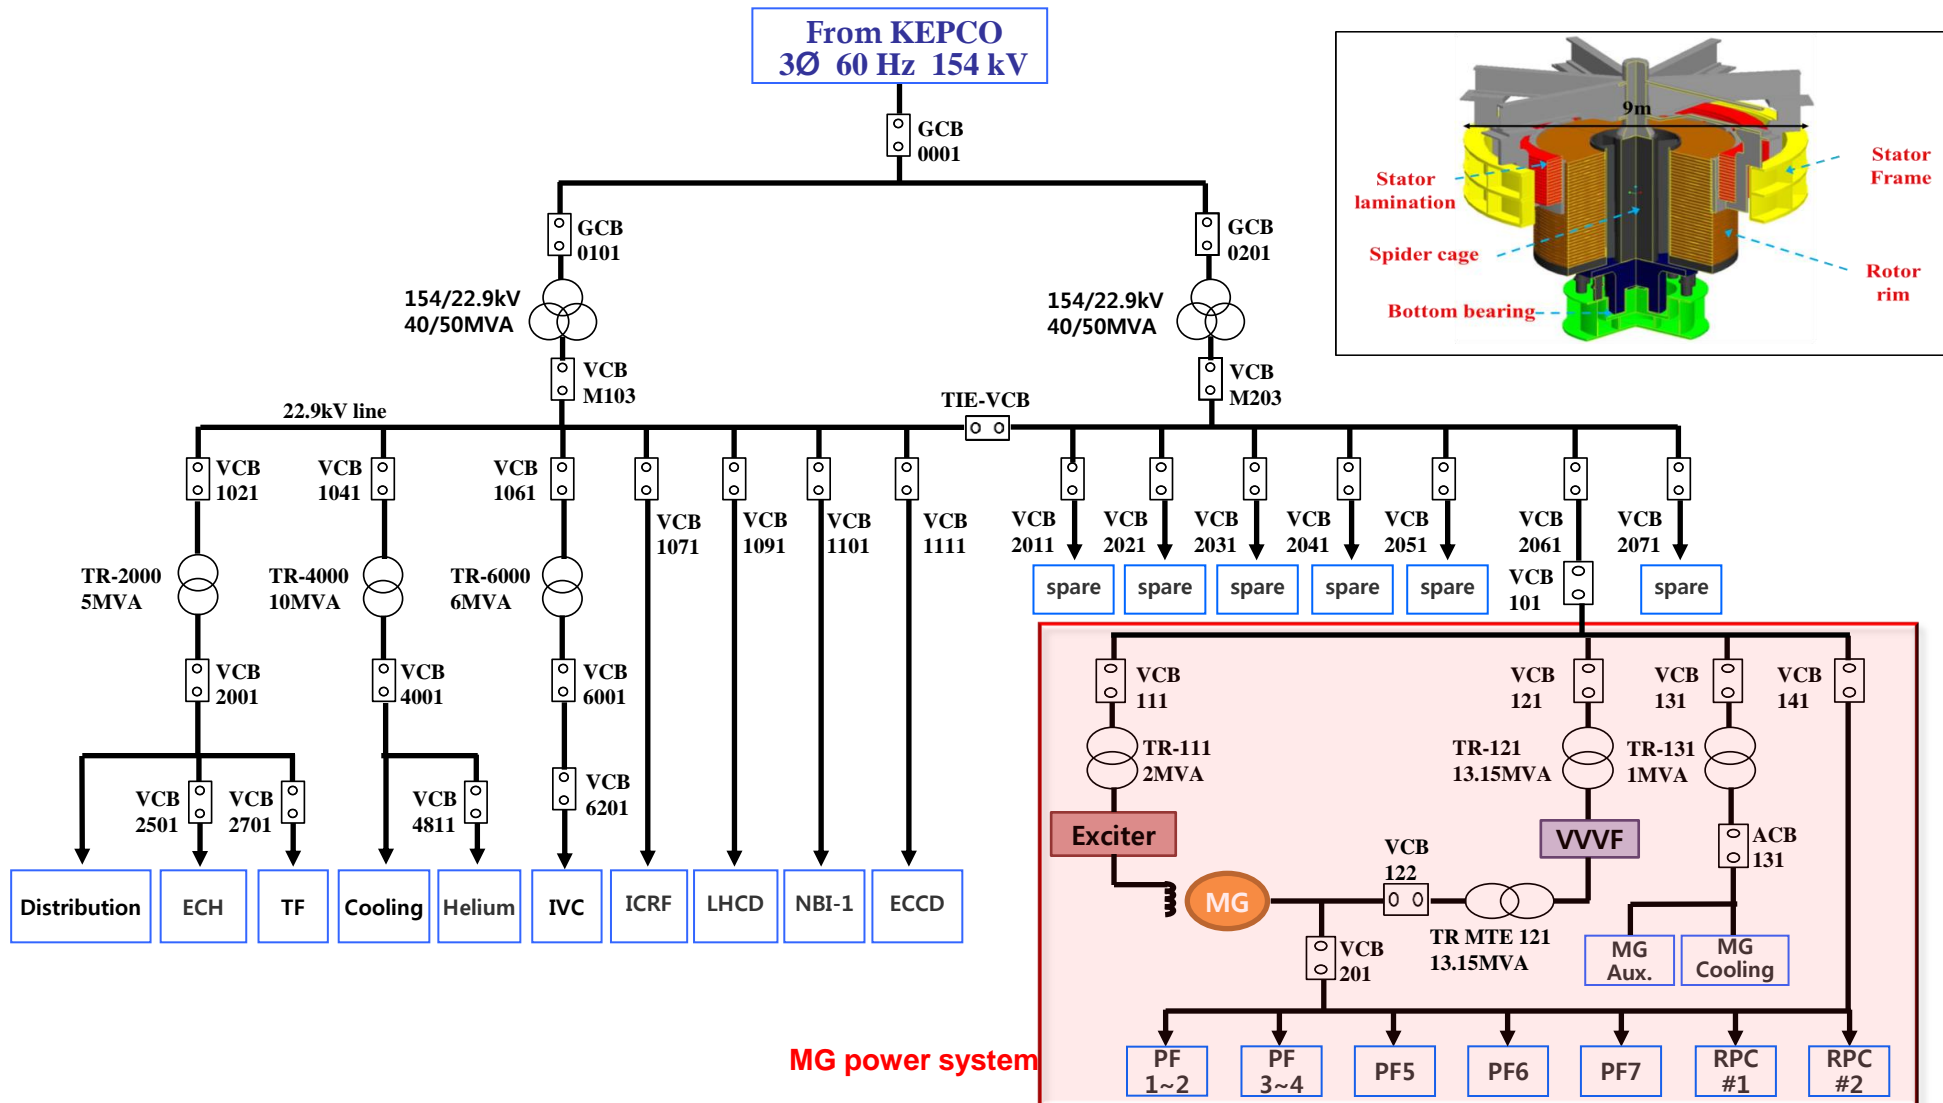 From KEPCO
3Ø 60 Hz 154 kV
GCB
0001
9m
Stator
lamination
Stator
Frame
Spider cage
Rotor
rim
Bottom bearing
GCB
0101
GCB
0201
154/22.9kV
40/50MVA
154/22.9kV
40/50MVA
VCB
M103
VCB
M203
22.9kV line
TIE-VCB
VCB
1021
VCB
1041
VCB
1061
VCB
1071
VCB
1091
VCB
1101
VCB
1111
VCB
2011
VCB
2021
VCB
2031
VCB
2041
VCB
2051
VCB
2061
VCB
2071
TR-2000
5MVA
TR-4000
10MVA
TR-6000
6MVA
spare
spare
spare
spare
spare
VCB
101
spare
VCB
2001
VCB
4001
VCB
6001
VCB
111
VCB
121
VCB
131
VCB
141
TR-111
2MVA
TR-121
13.15MVA
TR-131
1MVA
VCB
2501
VCB
2701
VCB
4811
VCB
6201
Exciter
VVVF
ACB
131
VCB
122
Distribution
ECH
TF
Cooling
Helium
IVC
ICRF
LHCD
NBI-1
ECCD
MG
TR MTE 121
13.15MVA
VCB
201
MG
Aux.
MG
Cooling
MG power system
PF
1~2
PF
3~4
PF5
PF6
PF7
RPC
#1
RPC
#2